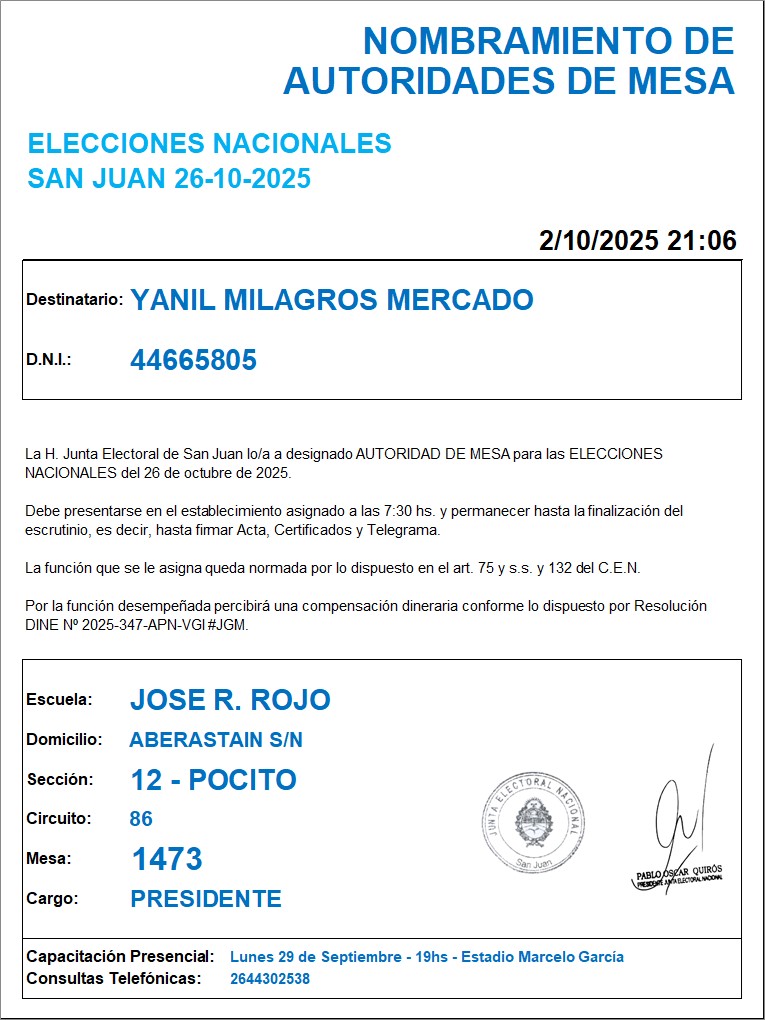 NOMBRAMIENTO DE
AUTORIDADES DE MESA
ELECCIONES NACIONALES
SAN JUAN 26-10-2025
2/10/2025 21:06
Destinatario: YANIL MILAGROS MERCADO
D.N.I.: 44665805
La H. Junta Electoral de San Juan lo/a a designado AUTORIDAD DE MESA para las ELECCIONES
NACIONALES del 26 de octubre de 2025.
Debe presentarse en el establecimiento asignado a las 7:30 hs. y permanecer hasta la finalización del
escrutinio, es decir, hasta firmar Acta, Certificados y Telegrama.
La función que se le asigna queda normada por lo dispuesto en el art. 75 y s.s. y 132 del C.E.N.
Por la función desempeñada percibirá una compensación dineraria conforme lo dispuesto por Resolución
DINE Nº 2025-347-APN-VGI#JGM.
Escuela: JOSE R. ROJO
Domicilio: ABERASTAIN S/N
Sección: 12 - POCITO
Circuito: 86
Mesa: 1473
Cargo: PRESIDENTE
JUNTA ELECTORAL NACIONAL
San Juan
PABLO OSCAR QUIRÓS
PRESIDENTE JUNTA ELECTORAL NACIONAL
Capacitación Presencial: Lunes 29 de Septiembre - 19hs - Estadio Marcelo García
Consultas Telefónicas: 2644302538